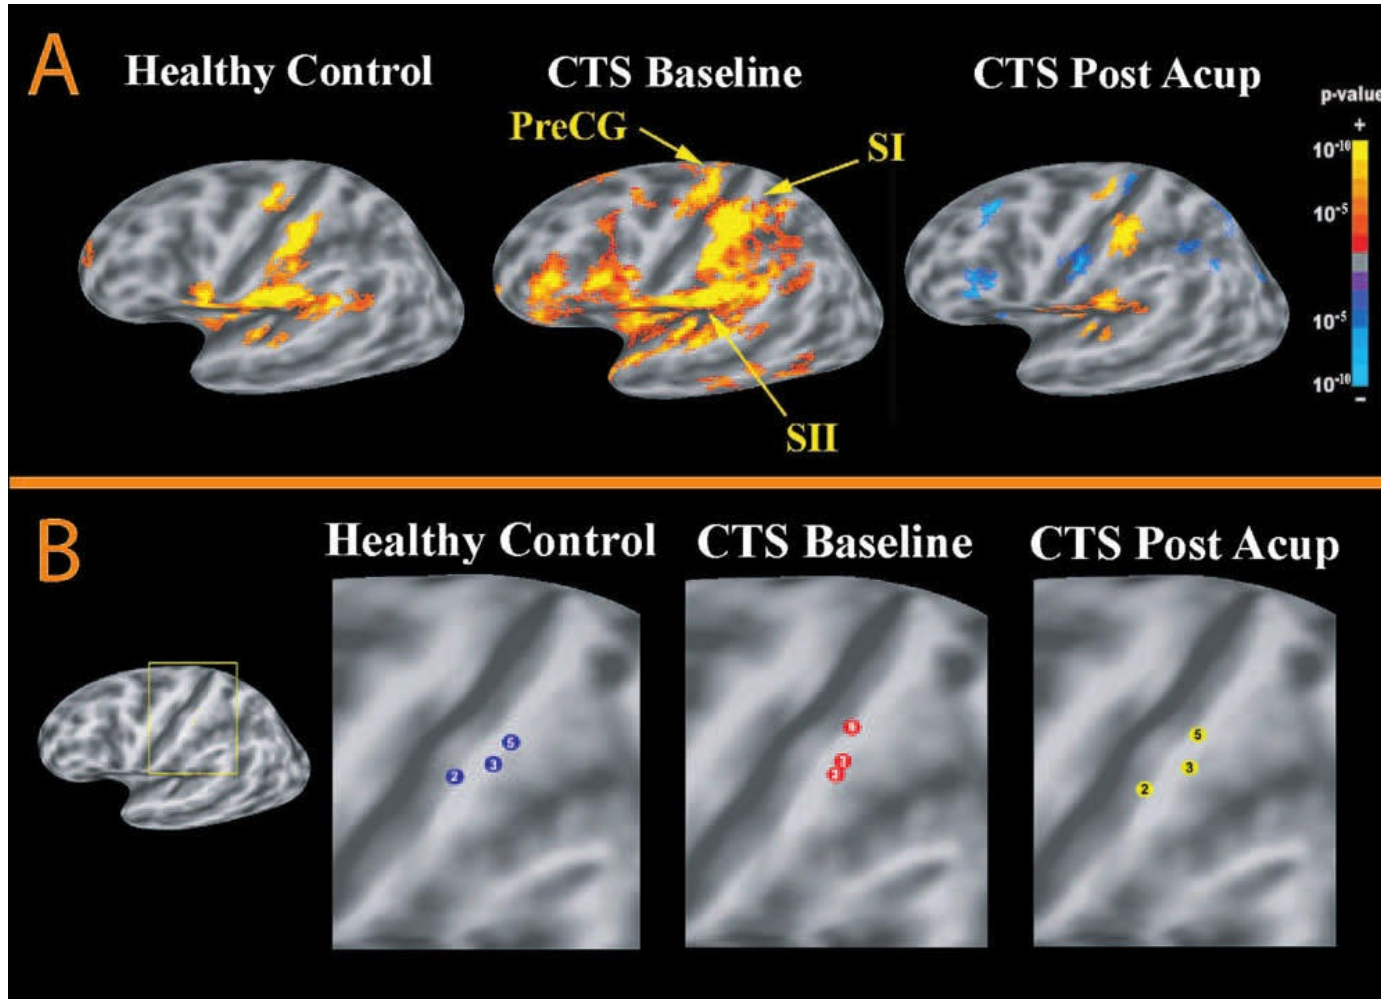 A
Healthy Control
CTS Baseline
CTS Post Acup
p-value
+
PreCG
SI
10-10
10-5
10-5
10-10
–
SII
B
Healthy Control
CTS Baseline
CTS Post Acup
5
3
2
3
5
3
2